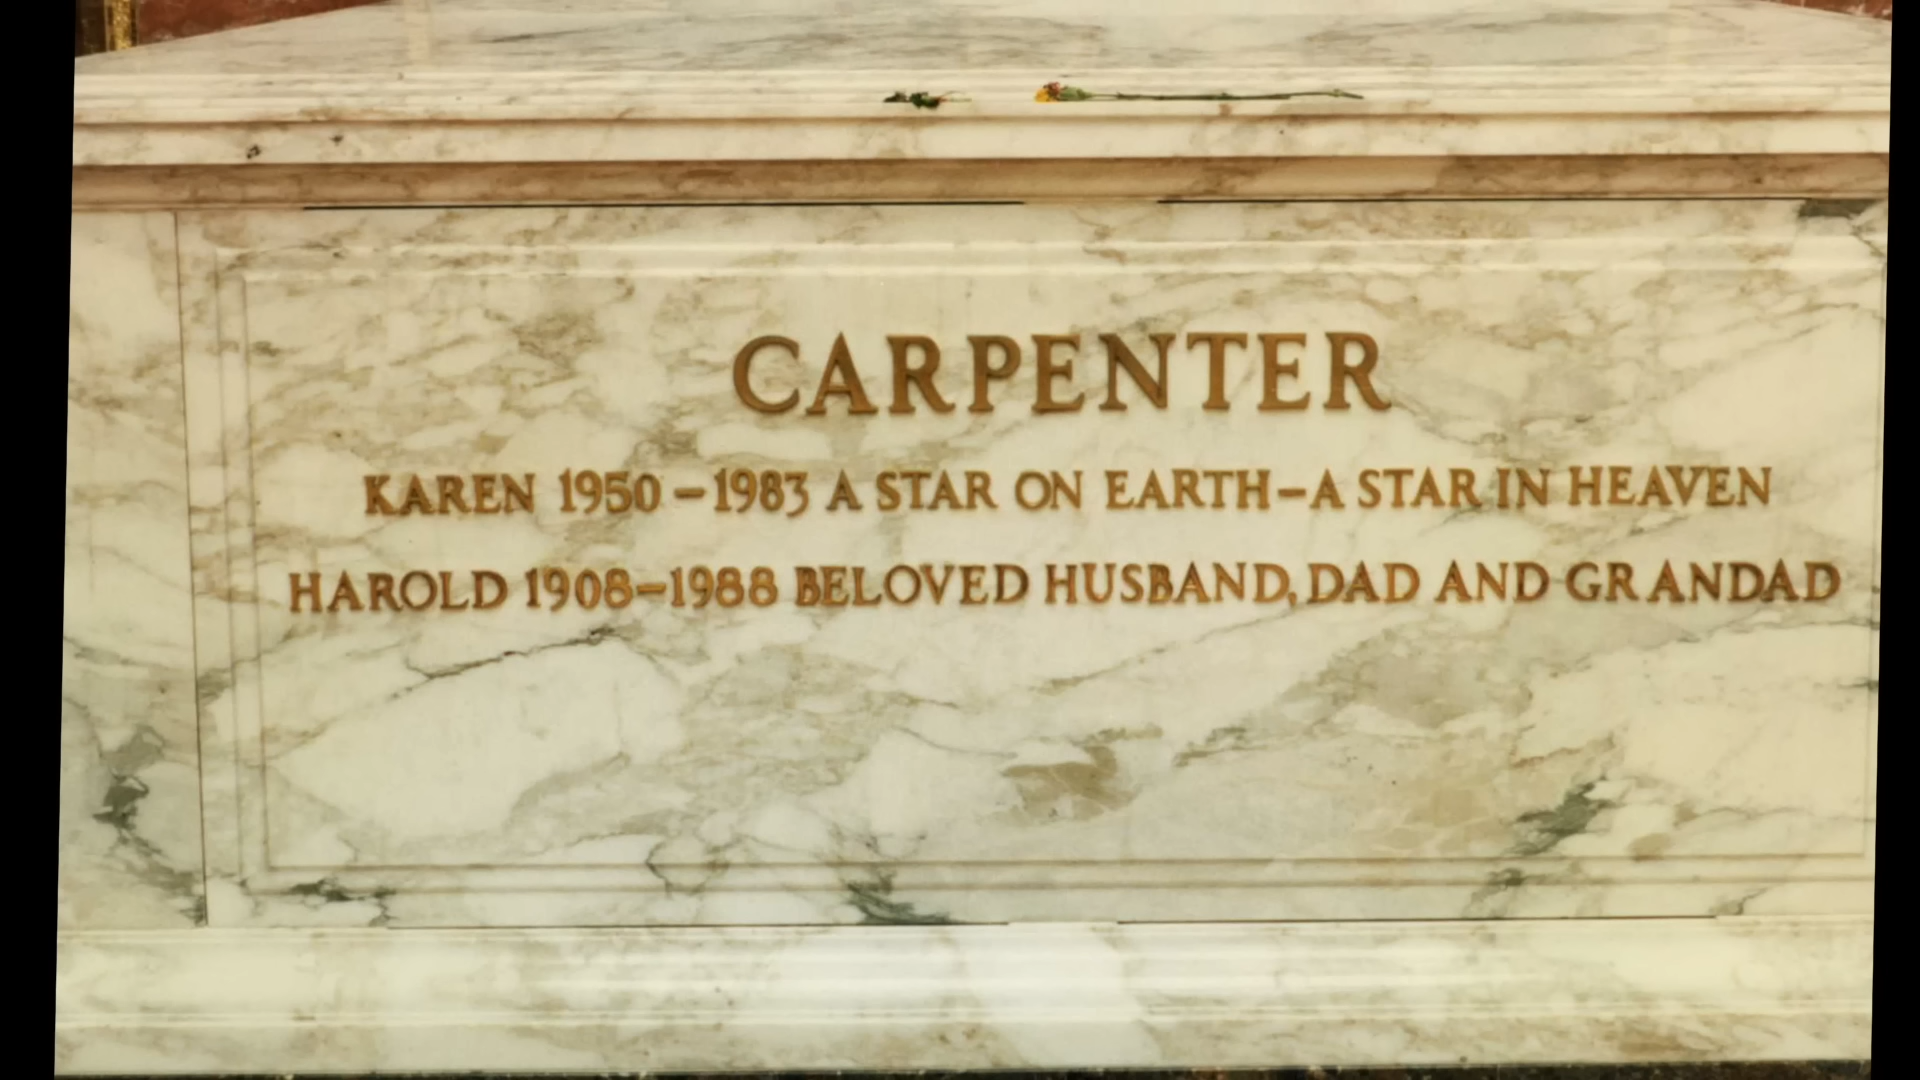 CARPENTER
KAREN 1950-1983 A STAR ON EARTH-A STAR IN HEAVEN
HAROLD 1908-1988 BELOVED HUSBAND, DAD AND GRANDAD